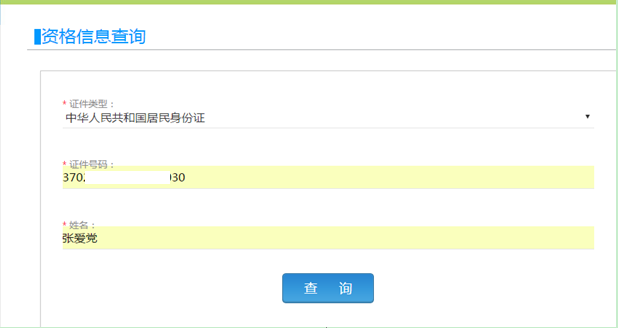 资格信息查询
* 证件类型：
中华人民共和国居民身份证
* 证件号码：
370 030
* 姓名：
张爱党
查 询